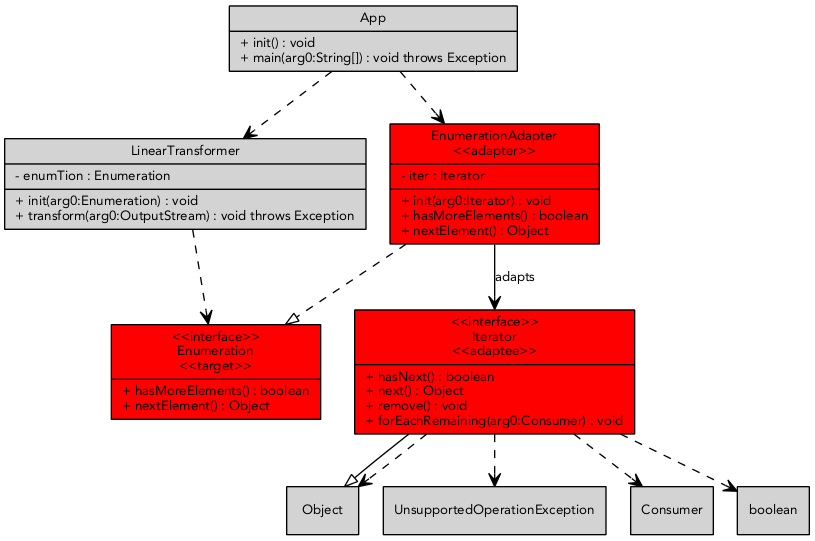 App
+ init() : void
+ main(arg0:String[]) : void throws Exception
LinearTransformer
- enumTion : Enumeration
+ init(arg0:Enumeration) : void
+ transform(arg0:OutputStream) : void throws Exception
EnumerationAdapter
<<adapter>>
- iter : Iterator
+ init(arg0:Iterator) : void
+ hasMoreElements() : boolean
+ nextElement() : Object
adapts
<<interface>>
Enumeration
<<target>>
+ hasMoreElements() : boolean
+ nextElement() : Object
<<interface>>
Iterator
<<adaptee>>
+ hasNext() : boolean
+ next() : Object
+ remove() : void
+ forEachRemaining(arg0:Consumer) : void
Object
UnsupportedOperationException
Consumer
boolean